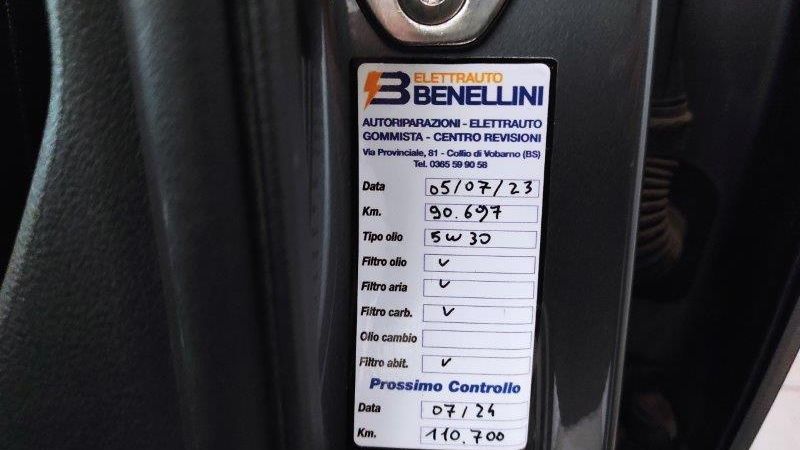 ELETTRAUTO
BENELLINI
AUTORIPARAZIONI - ELETTRAUTO
GOMMISTA - CENTRO REVISIONI
Via Provinciale, 81 - Collio di Vobarno (BS)
Tel. 0365 59 90 58
Data 05/07/23
Km. 90.697
Tipo olio 5W30
Filtro olio ✓
Filtro aria ✓
Filtro carb. ✓
Olio cambio
Filtro abit. ✓
Prossimo Controllo
Data 07/24
Km. 110.700